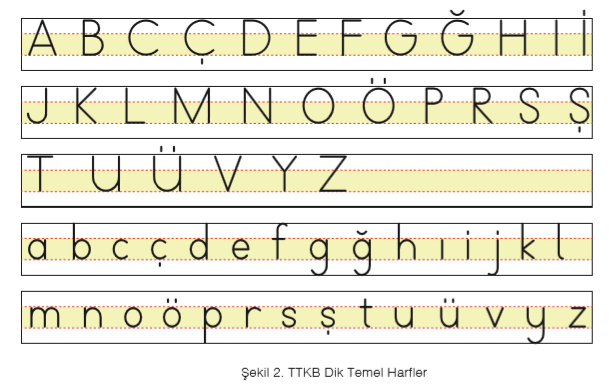 A B C Ç D E F G Ğ H I İ
J K L M N O Ö P R S Ş
T U Ü V Y Z
a b c ç d e f g ğ h ı i j k l
m n o ö p r s ş t u ü v y z
Şekil 2. TTKB Dik Temel Harfler